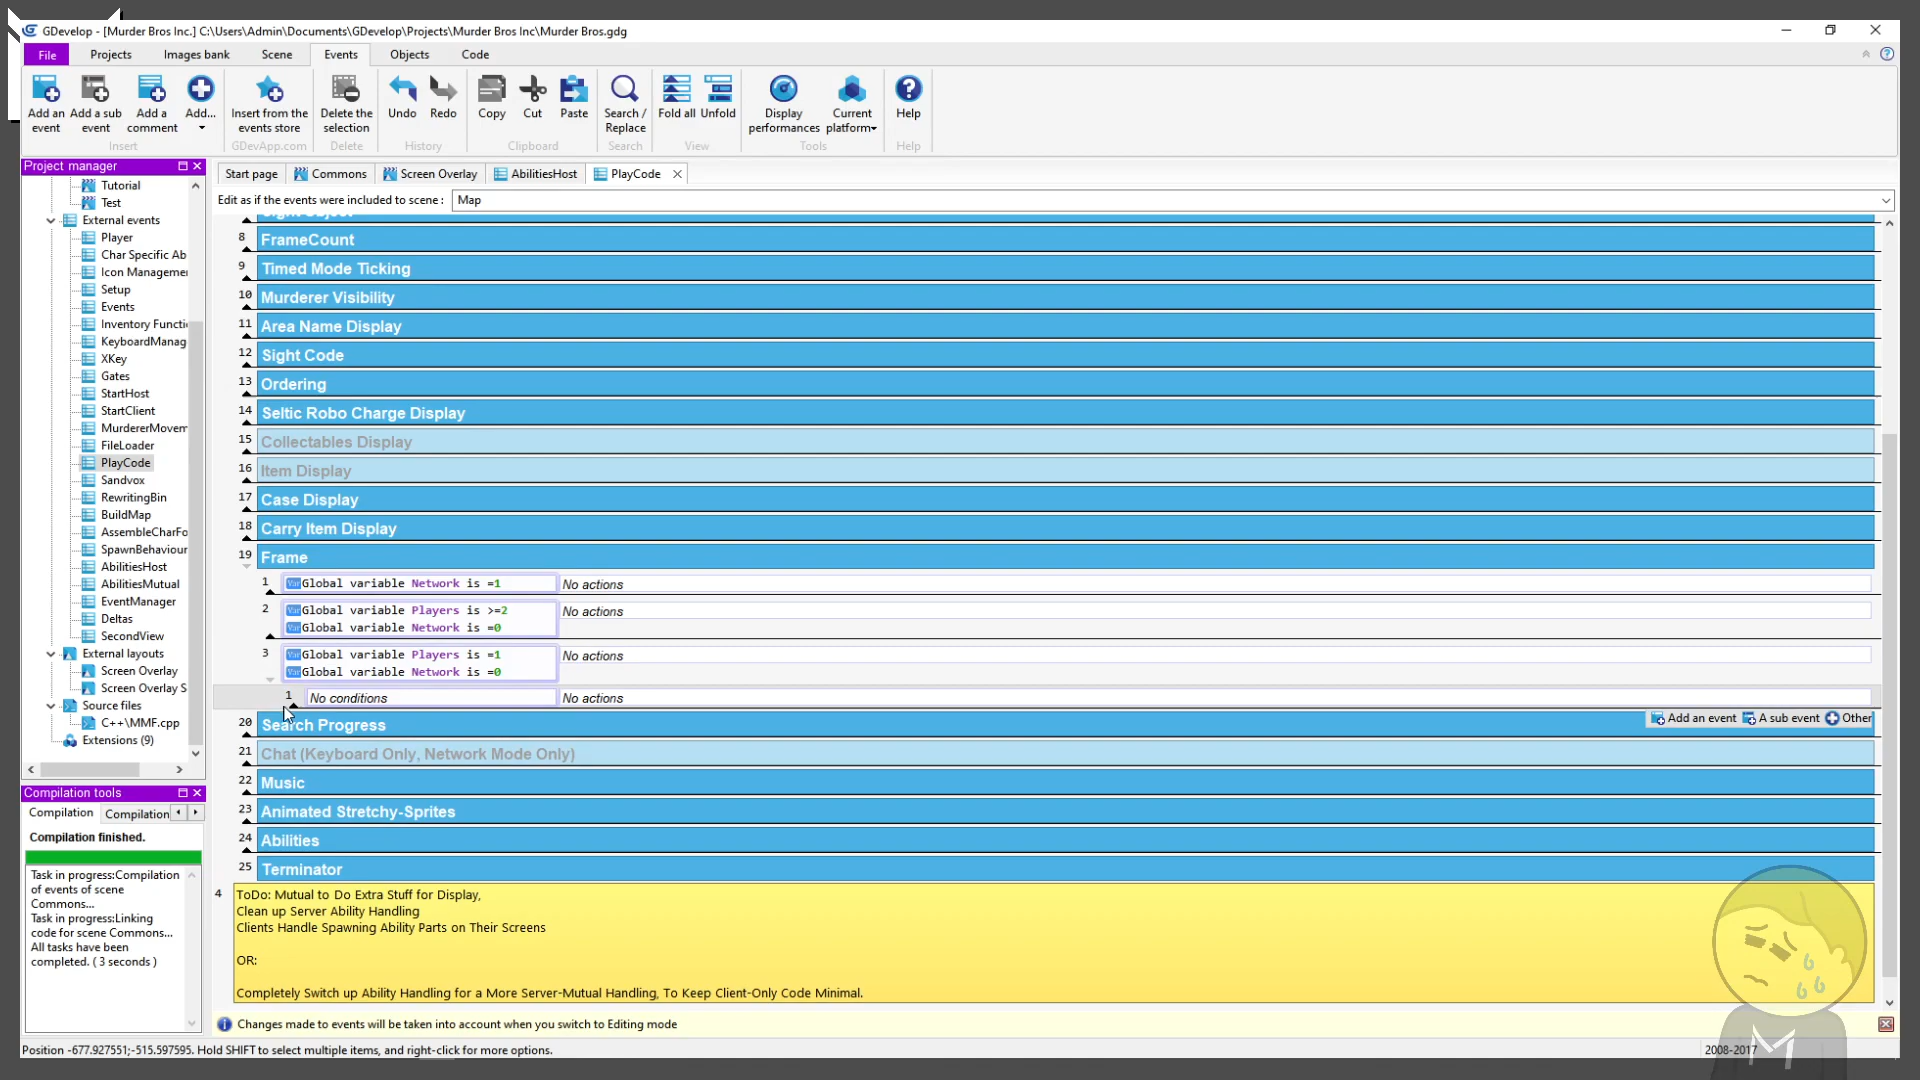 GDevelop - [Murder Bros Inc.] C:\Users\Admin\Documents\GDevelop\Projects\Murder Bros Inc\Murder Bros.gdg
File Projects Images bank Scene Events Objects Code
Add an event
Add a sub event
Add a comment
Add...
Insert from the events store
Delete the selection
Undo
Redo
Copy
Cut
Paste
Search / Replace
Fold all
Unfold
Display performances
Current platform
Help
Insert GDevApp.com Delete History Clipboard Search View Tools Help
Project manager
Start page Commons Screen Overlay AbilitiesHost PlayCode
Edit as if the events were included to scene : Map
Tutorial
Test
External events
Player
Char Specific Ab
Icon Managemer
Setup
Events
Inventory Functi
KeyboardManag
XKey
Gates
StartHost
StartClient
MurdererMovem
FileLoader
PlayCode
Sandvox
RewritingBin
BuildMap
AssembleCharFo
SpawnBehaviour
AbilitiesHost
AbilitiesMutual
EventManager
Deltas
SecondView
External layouts
Screen Overlay
Screen Overlay S
Source files
C++\MMF.cpp
Extensions (9)
Compilation tools
Compilation Compilation
Compilation finished.
Task in progress:Compilation
of events of scene
Commons...
Task in progress:Linking
code for scene Commons...
All tasks have been
completed. ( 3 seconds )
8 FrameCount
9 Timed Mode Ticking
10 Murderer Visibility
11 Area Name Display
12 Sight Code
13 Ordering
14 Seltic Robo Charge Display
15 Collectables Display
16 Item Display
17 Case Display
18 Carry Item Display
19 Frame
1 Var Global variable Network is =1 No actions
2 Var Global variable Players is >=2 No actions
Var Global variable Network is =0
3 Var Global variable Players is =1 No actions
Var Global variable Network is =0
1 No conditions No actions
20 Search Progress
Add an event A sub event Other
21 Chat (Keyboard Only, Network Mode Only)
22 Music
23 Animated Stretchy-Sprites
24 Abilities
25 Terminator
4 ToDo: Mutual to Do Extra Stuff for Display,
Clean up Server Ability Handling
Clients Handle Spawning Ability Parts on Their Screens
OR:
Completely Switch up Ability Handling for a More Server-Mutual Handling, To Keep Client-Only Code Minimal.
Changes made to events will be taken into account when you switch to Editing mode
Position -677.927551;-515.597595. Hold SHIFT to select multiple items, and right-click for more options.
2008-2017